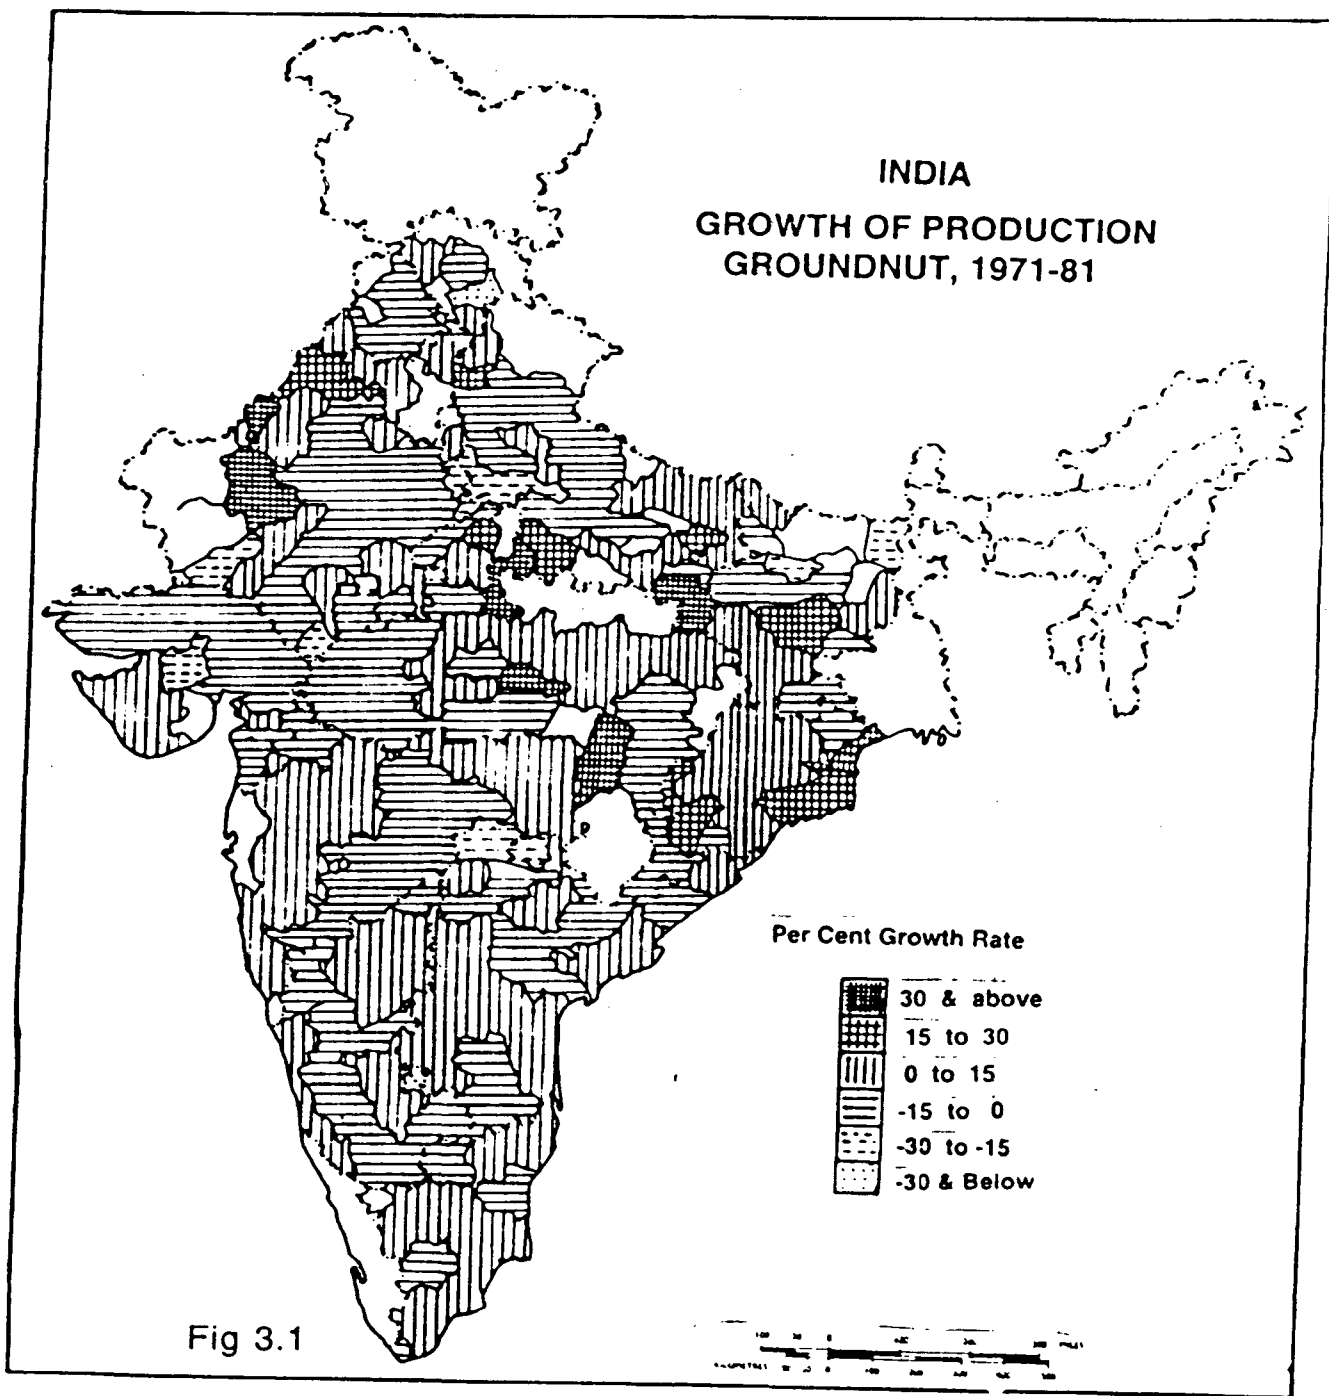 INDIA
GROWTH OF PRODUCTION
GROUNDNUT, 1971-81
Per Cent Growth Rate
30 & above
15 to 30
0 to 15
-15 to 0
-30 to -15
-30 & Below
Fig 3.1